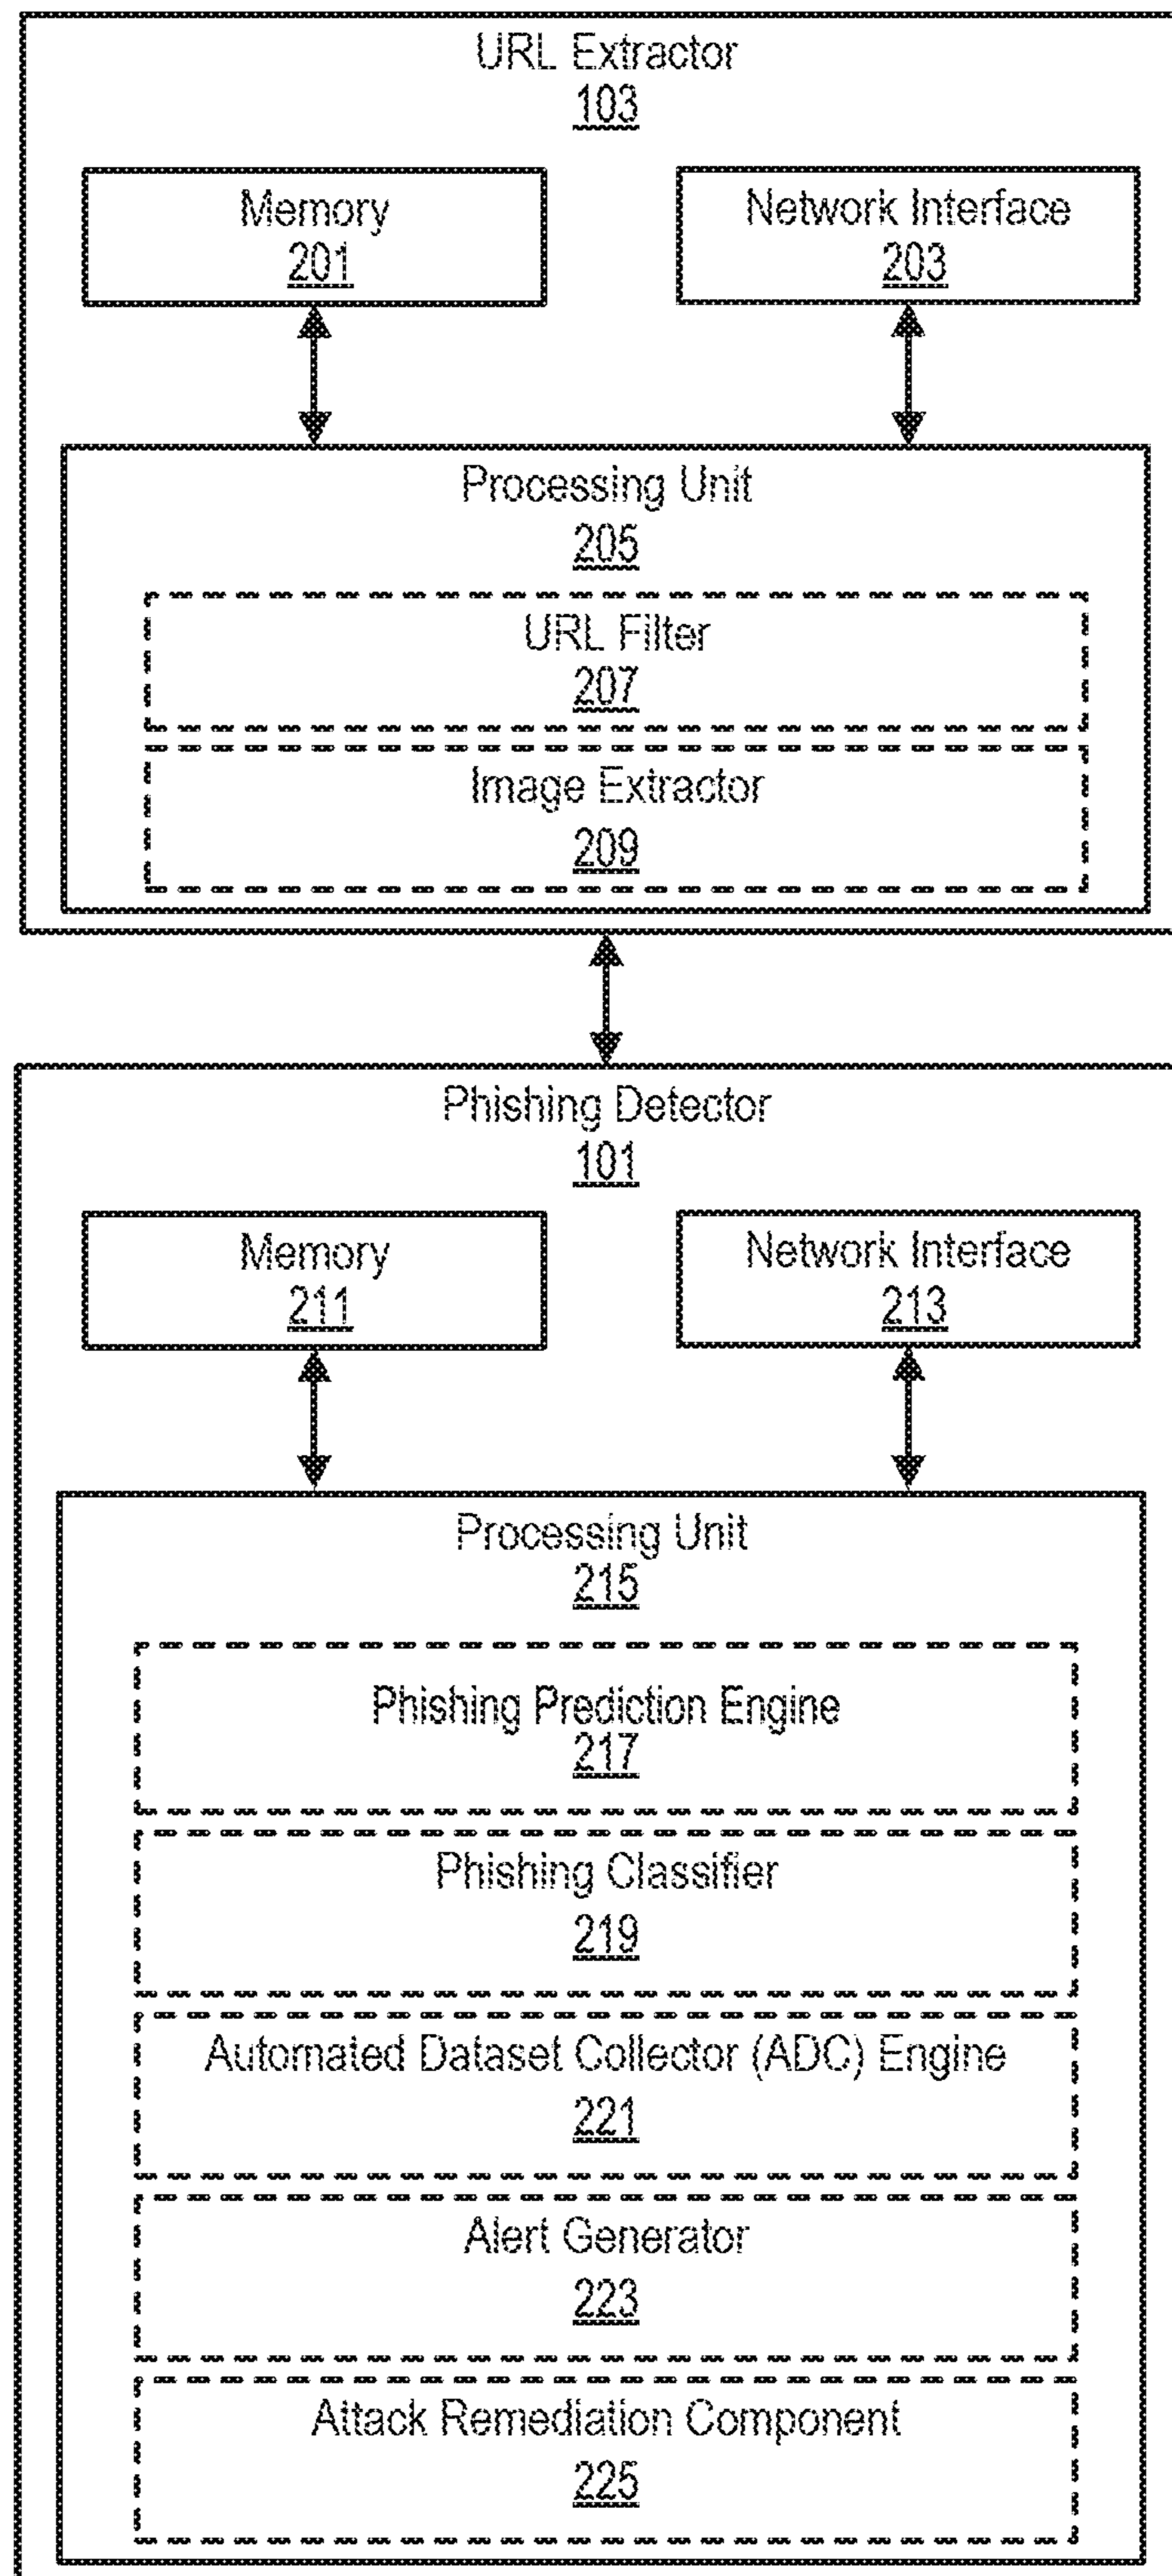 URL Extractor
103
Memory
201
Network Interface
203
Processing Unit
205
URL Filter
207
Image Extractor
209
Phishing Detector
101
Memory
211
Network Interface
213
Processing Unit
215
Phishing Prediction Engine
217
Phishing Classifier
219
Automated Dataset Collector (ADC) Engine
221
Alert Generator
223
Attack Remediation Component
225